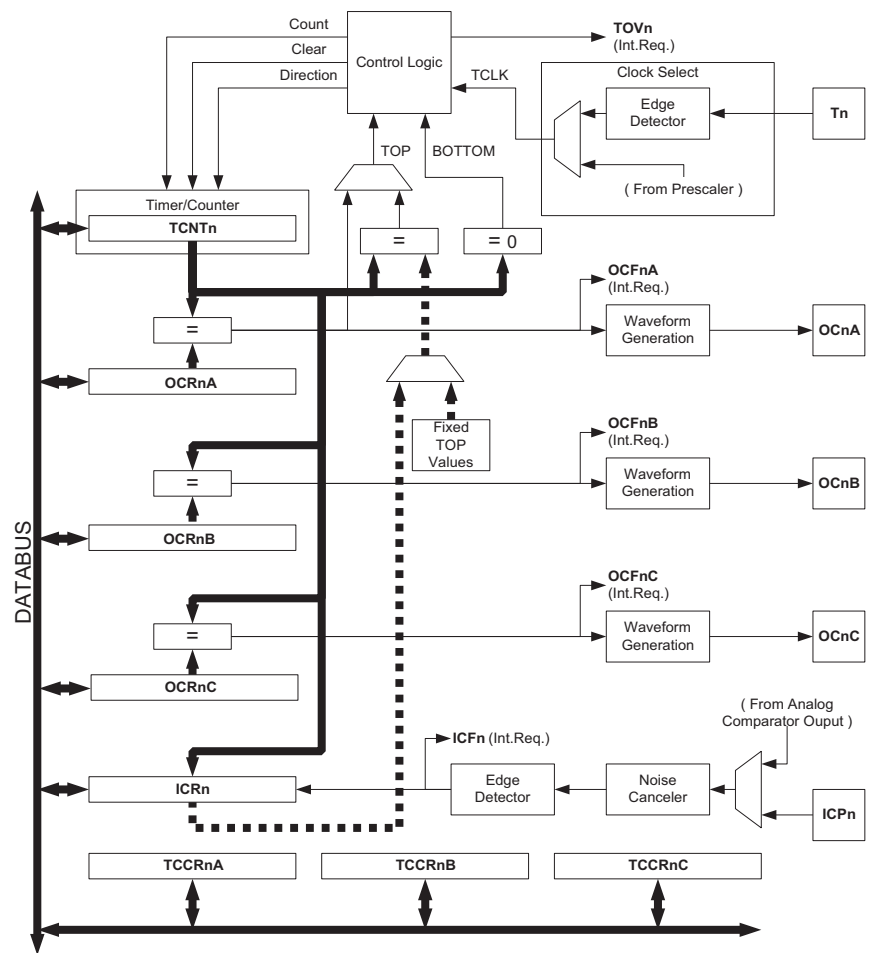 Count
Clear
Direction
Control Logic
TOVn
(Int.Req.)
TCLK
Clock Select
Edge
Detector
Tn
( From Prescaler )
TOP
BOTTOM
Timer/Counter
TCNTn
=
= 0
=
OCRnA
OCFnA
(Int.Req.)
Waveform
Generation
OCnA
Fixed
TOP
Values
=
OCRnB
OCFnB
(Int.Req.)
Waveform
Generation
OCnB
DATABUS
=
OCRnC
OCFnC
(Int.Req.)
Waveform
Generation
OCnC
( From Analog
Comparator Ouput )
ICFn (Int.Req.)
ICRn
Edge
Detector
Noise
Canceler
ICPn
TCCRnA
TCCRnB
TCCRnC